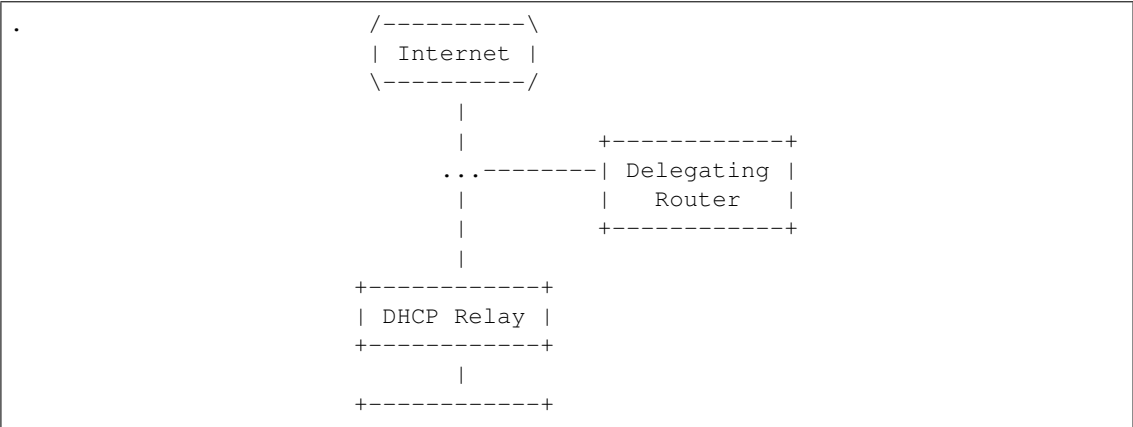 .                       /----------\
                        | Internet |
                        \----------/
                              |
                              |         +------------+
                             ...--------| Delegating |
                              |         |   Router   |
                              |         +------------+
                              |
                       +------------+
                       | DHCP Relay |
                       +------------+
                              |
                       +------------+